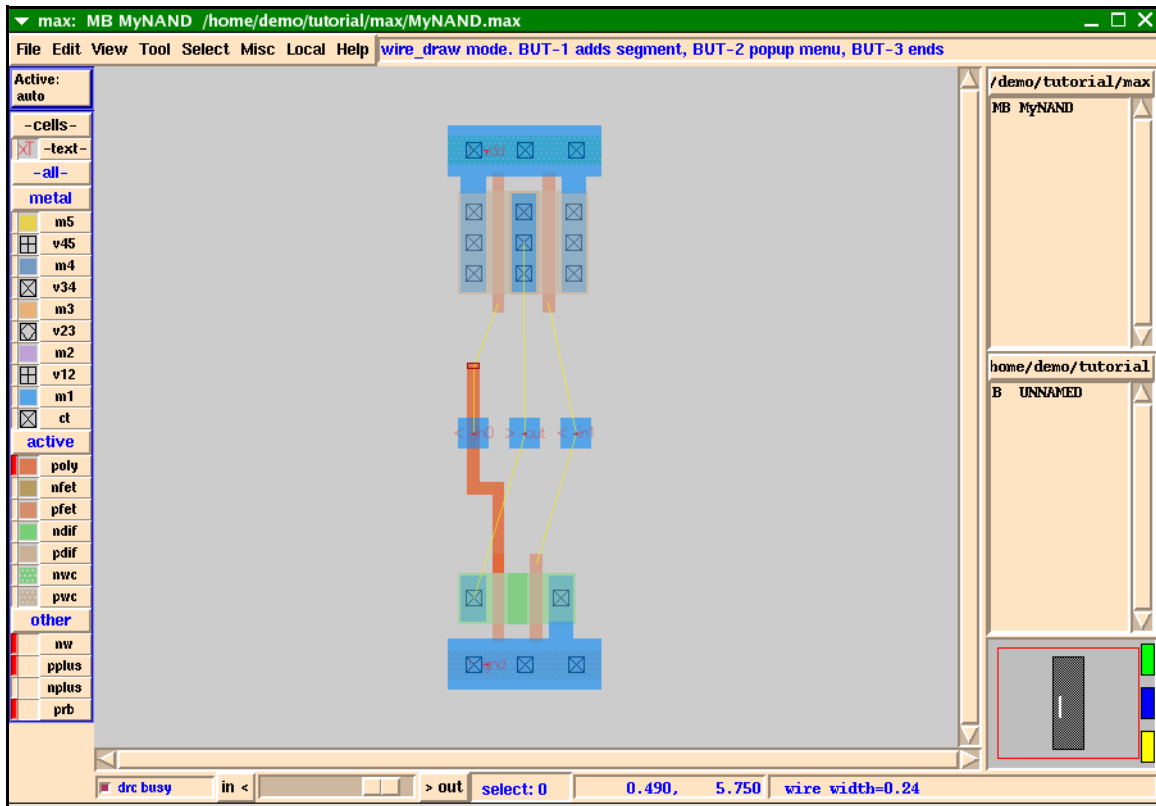 max: MB MyNAND /home/demo/tutorial/max/MyNAND.max
File Edit View Tool Select Misc Local Help wire_draw mode. BUT-1 adds segment, BUT-2 popup menu, BUT-3 ends
Active:
auto
-cells-
-text-
-all-
metal
m5
v45
m4
v34
m3
v23
m2
v12
m1
ct
active
poly
nfet
pfet
ndif
pdif
nwc
pwc
other
nw
pplus
nplus
prb
< in0 > out < in1
/demo/tutorial/max
MB MyNAND
home/demo/tutorial
B UNNAMED
drc busy in < > out select: 0 0.490, 5.750 wire width=0.24